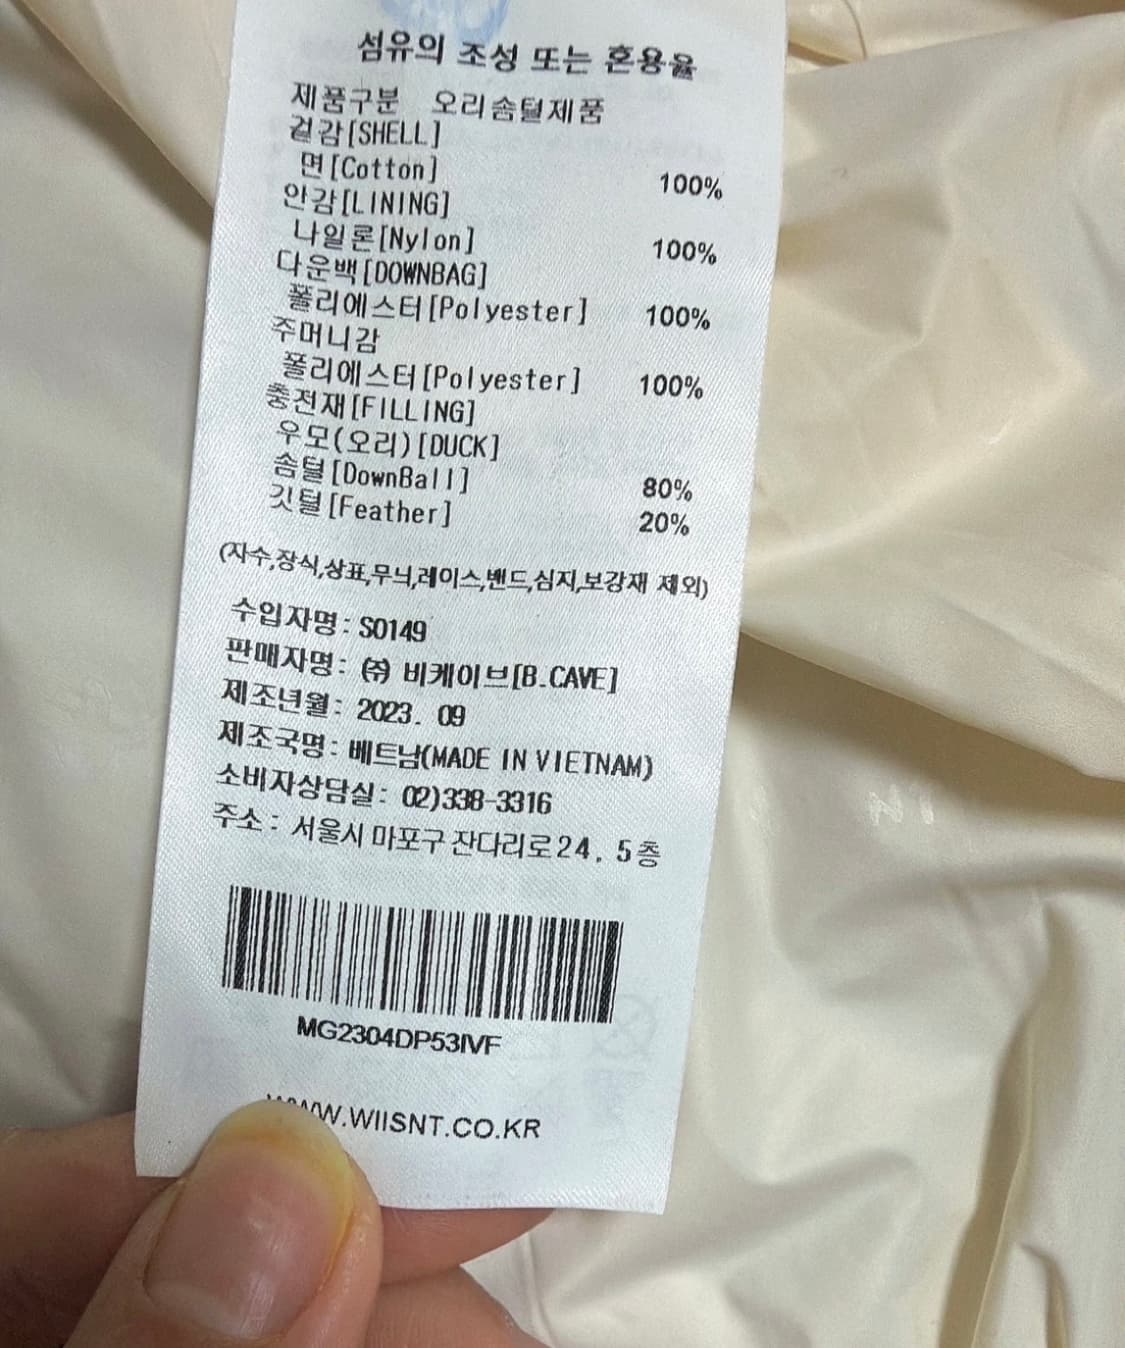 섬유의 조성 또는 혼용율
제품구분 오리솜털제품
겉감[SHELL]
면[Cotton] 100%
안감[LINING]
나일론[Nylon] 100%
다운백[DOWNBAG]
폴리에스터[Polyester] 100%
주머니감
폴리에스터[Polyester] 100%
충전재[FILLING]
우모(오리)[DUCK]
솜털[DownBall] 80%
깃털[Feather] 20%
(자수,장식,상표,무늬,레이스,밴드,심지,보강재 제외)
수입자명: S0149
판매자명: ㈜ 비케이브[B.CAVE]
제조년월: 2023. 09
제조국명: 베트남(MADE IN VIETNAM)
소비자상담실: 02)338-3316
주소: 서울시 마포구 잔다리로24, 5층
MG2304DP53IVF
WWW.WIISNT.CO.KR